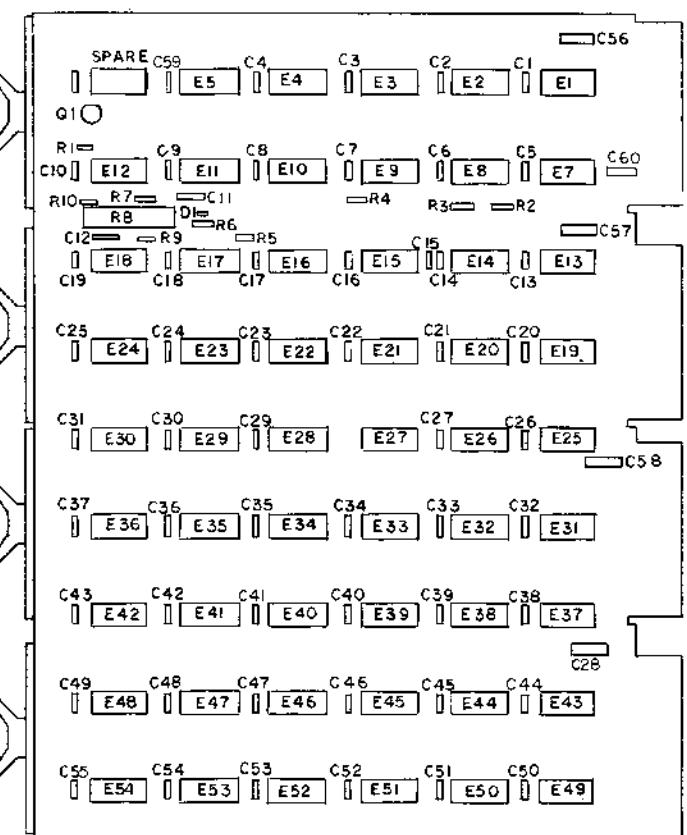 C56
SPARE C59 C4 C3 C2 C1
E5 E4 E3 E2 E1
Q1
R1 C9 C8 C7 C6 C5 C60
C10 E12 E11 E10 E9 E8 E7
R10 R7 C11 R4 R3 R2
R8 D1 R6
C57
C12 R9 R5 C15
E18 E17 E16 E15 E14 E13
C19 C18 C17 C16 C14 C13
C25 C24 C23 C22 C21 C20
E24 E23 E22 E21 E20 E19
C31 C30 C29 C27 C26
E30 E29 E28 E27 E26 E25
C58
C37 C36 C35 C34 C33 C32
E36 E35 E34 E33 E32 E31
C43 C42 C41 C40 C39 C38
E42 E41 E40 E39 E38 E37
C28
C49 C48 C47 C46 C45 C44
E48 E47 E46 E45 E44 E43
C55 C54 C53 C52 C51 C50
E54 E53 E52 E51 E50 E49